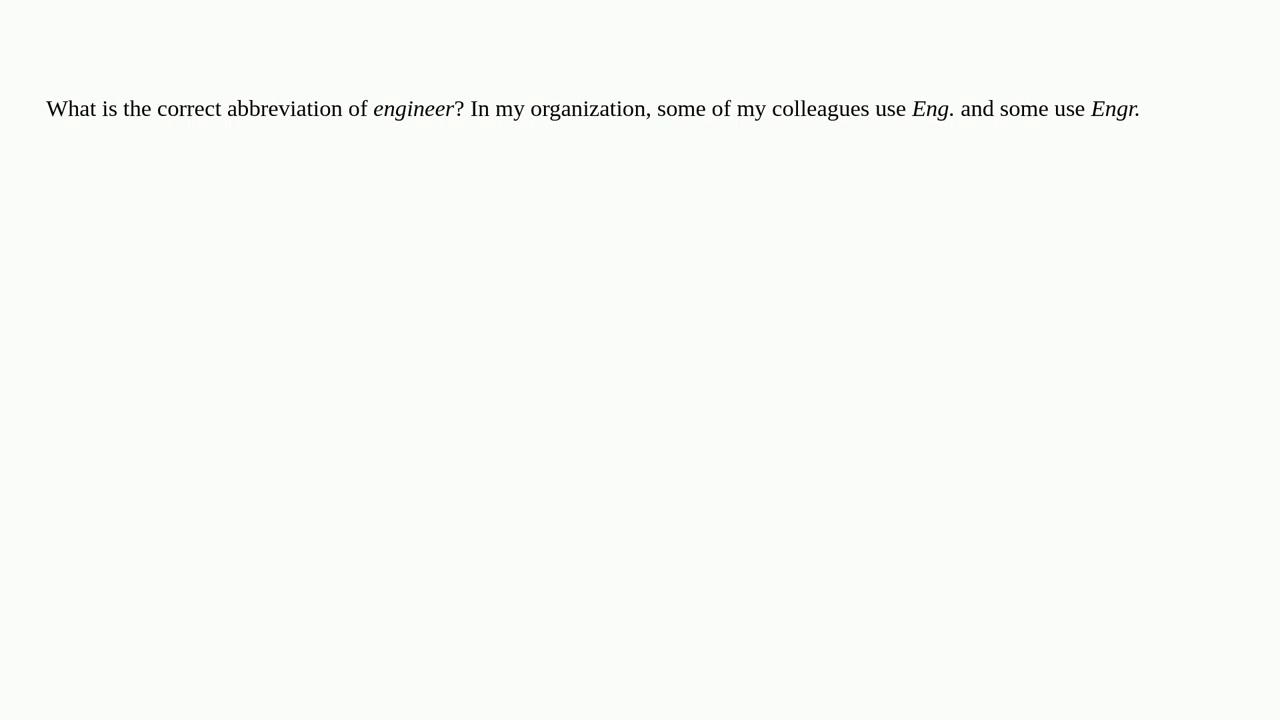 What is the correct abbreviation of engineer? In my organization, some of my colleagues use Eng. and some use Engr.